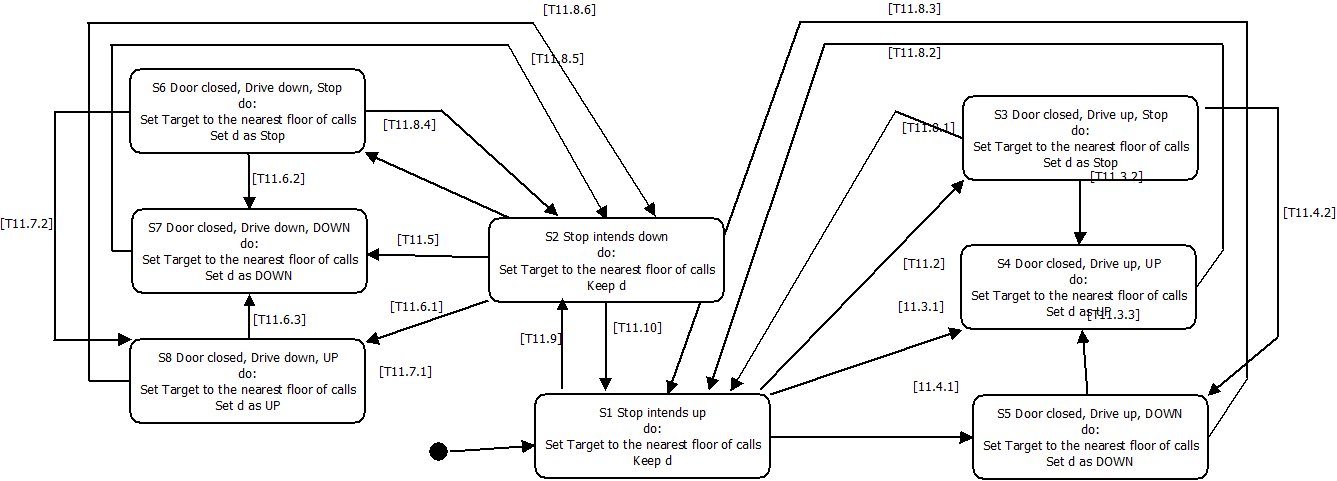 [T11.8.6]
[T11.8.3]
[T11.8.5]
[T11.8.2]
S6 Door closed, Drive down, Stop
do:
Set Target to the nearest floor of calls
Set d as Stop
[T11.8.4]
[T11.8.1]
S3 Door closed, Drive up, Stop
do:
Set Target to the nearest floor of calls
Set d as Stop
[T11.6.2]
[T11.3.2]
[T11.7.2]
[T11.4.2]
S7 Door closed, Drive down, DOWN
do:
Set Target to the nearest floor of calls
Set d as DOWN
[T11.5]
S2 Stop intends down
do:
Set Target to the nearest floor of calls
Keep d
[T11.2]
S4 Door closed, Drive up, UP
do:
Set Target to the nearest floor of calls
Set d as UP
[T11.6.1]
[11.3.1]
[T11.3.3]
[T11.6.3]
[T11.9]
[T11.10]
S8 Door closed, Drive down, UP
do:
Set Target to the nearest floor of calls
Set d as UP
[T11.7.1]
[11.4.1]
S1 Stop intends up
do:
Set Target to the nearest floor of calls
Keep d
S5 Door closed, Drive up, DOWN
do:
Set Target to the nearest floor of calls
Set d as DOWN